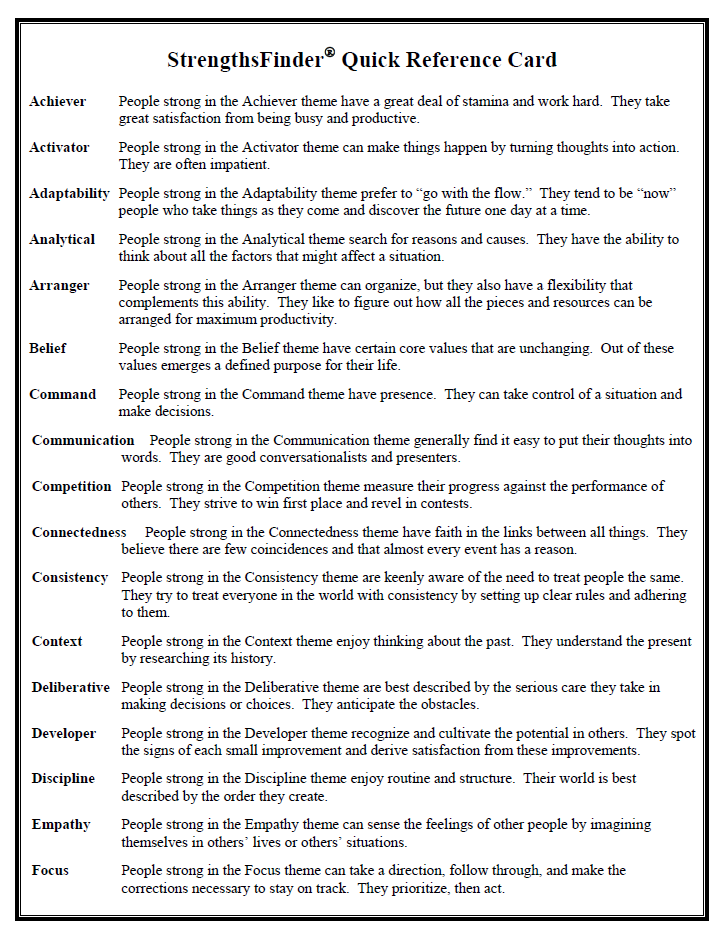 StrengthsFinder® Quick Reference Card
Achiever People strong in the Achiever theme have a great deal of stamina and work hard. They take
great satisfaction from being busy and productive.
Activator People strong in the Activator theme can make things happen by turning thoughts into action.
They are often impatient.
Adaptability People strong in the Adaptability theme prefer to “go with the flow.” They tend to be “now”
people who take things as they come and discover the future one day at a time.
Analytical People strong in the Analytical theme search for reasons and causes. They have the ability to
think about all the factors that might affect a situation.
Arranger People strong in the Arranger theme can organize, but they also have a flexibility that
complements this ability. They like to figure out how all the pieces and resources can be
arranged for maximum productivity.
Belief People strong in the Belief theme have certain core values that are unchanging. Out of these
values emerges a defined purpose for their life.
Command People strong in the Command theme have presence. They can take control of a situation and
make decisions.
Communication People strong in the Communication theme generally find it easy to put their thoughts into
words. They are good conversationalists and presenters.
Competition People strong in the Competition theme measure their progress against the performance of
others. They strive to win first place and revel in contests.
Connectedness People strong in the Connectedness theme have faith in the links between all things. They
believe there are few coincidences and that almost every event has a reason.
Consistency People strong in the Consistency theme are keenly aware of the need to treat people the same.
They try to treat everyone in the world with consistency by setting up clear rules and adhering
to them.
Context People strong in the Context theme enjoy thinking about the past. They understand the present
by researching its history.
Deliberative People strong in the Deliberative theme are best described by the serious care they take in
making decisions or choices. They anticipate the obstacles.
Developer People strong in the Developer theme recognize and cultivate the potential in others. They spot
the signs of each small improvement and derive satisfaction from these improvements.
Discipline People strong in the Discipline theme enjoy routine and structure. Their world is best
described by the order they create.
Empathy People strong in the Empathy theme can sense the feelings of other people by imagining
themselves in others’ lives or others’ situations.
Focus People strong in the Focus theme can take a direction, follow through, and make the
corrections necessary to stay on track. They prioritize, then act.